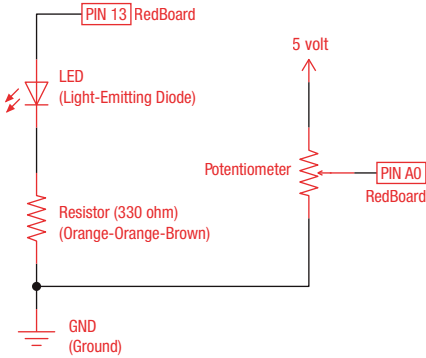 PIN 13 RedBoard
5 volt
LED
(Light-Emitting Diode)
Potentiometer
PIN A0
RedBoard
Resistor (330 ohm)
(Orange-Orange-Brown)
GND
(Ground)